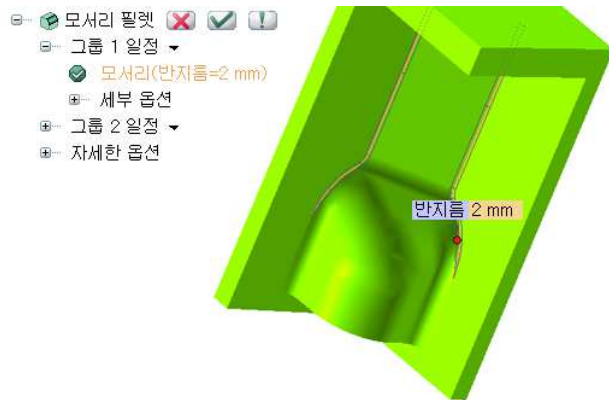 모서리 필렛
그룹 1 일정
모서리(반지름=2 mm)
세부 옵션
그룹 2 일정
자세한 옵션
반지름 2 mm